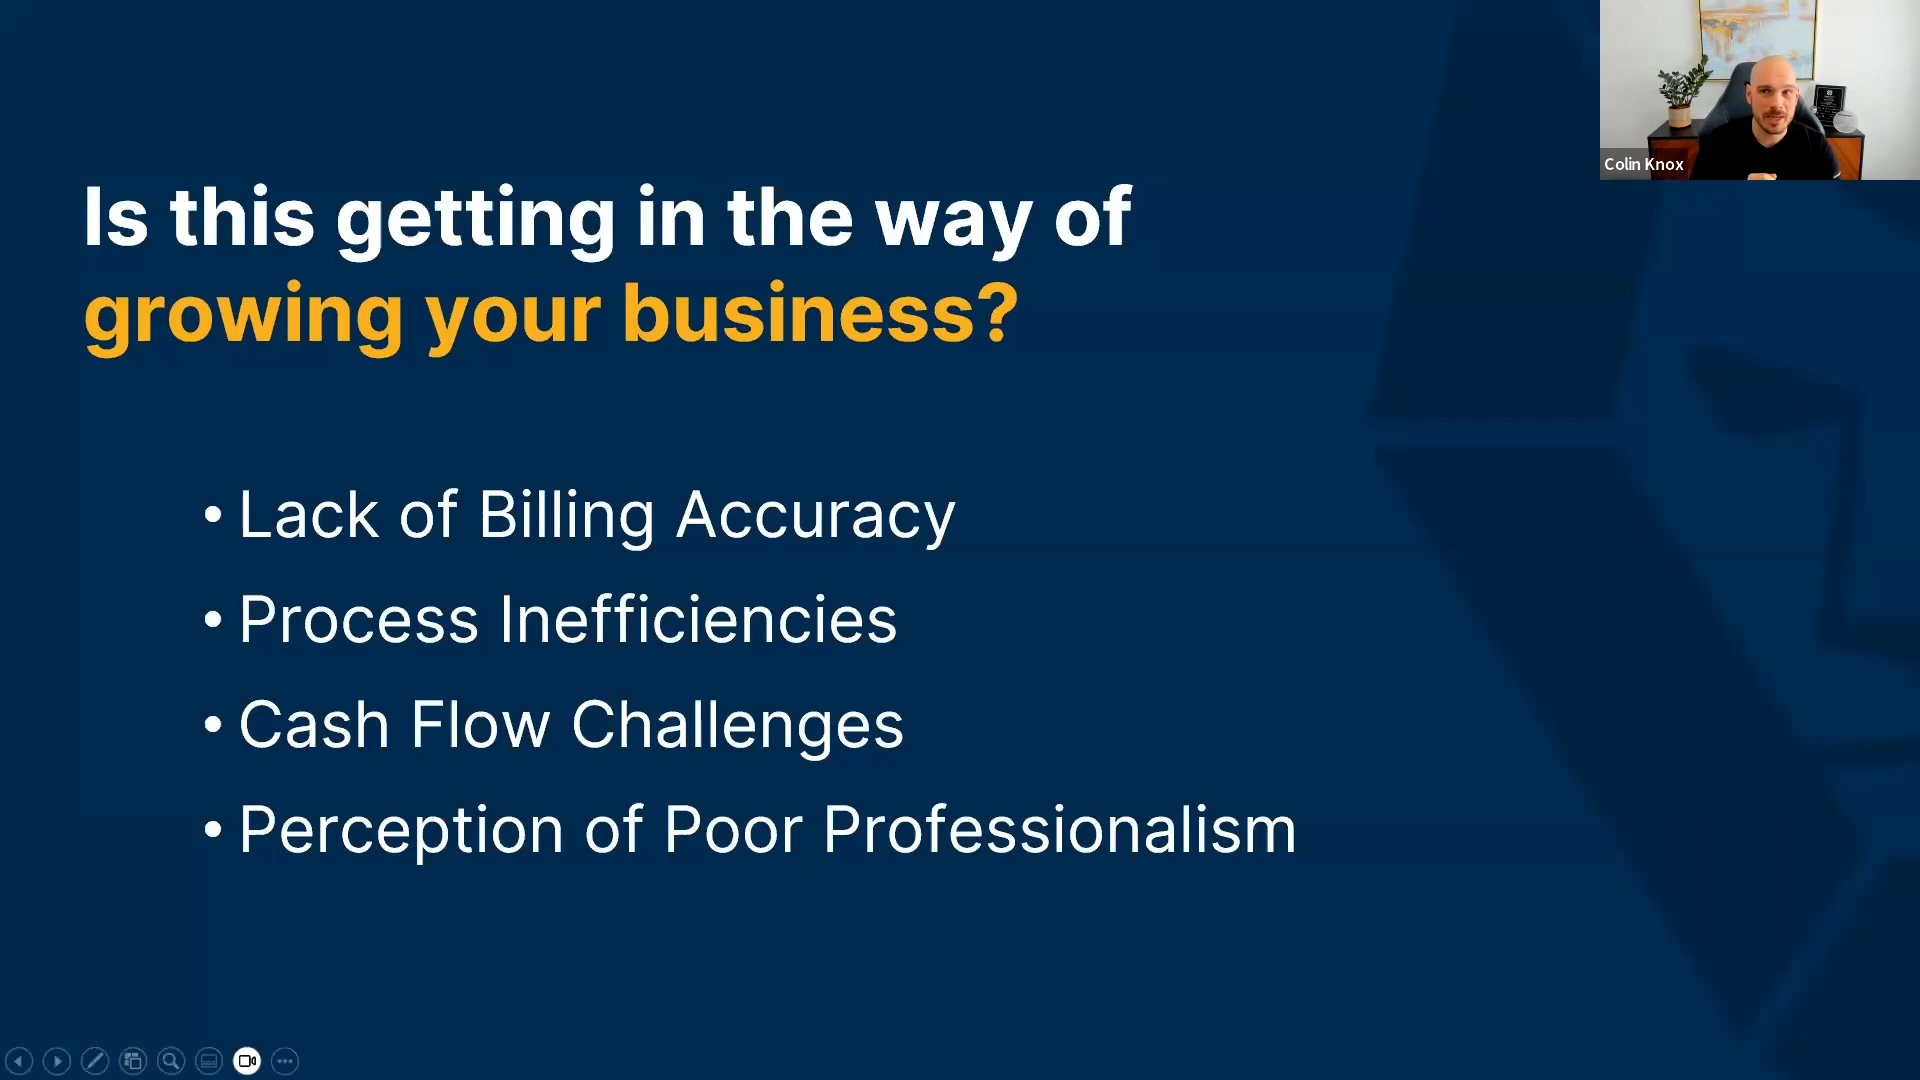 Colin Knox
Is this getting in the way of
growing your business?
• Lack of Billing Accuracy
• Process Inefficiencies
• Cash Flow Challenges
• Perception of Poor Professionalism